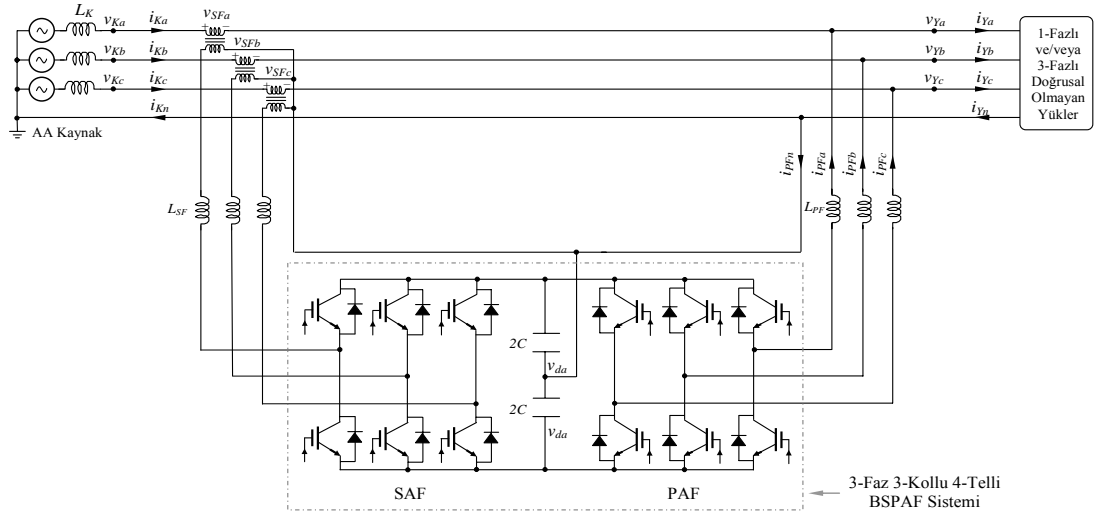 L_K
v_Ka
i_Ka
v_SFa
v_Ya
i_Ya
v_Kb
i_Kb
v_SFb
v_Yb
i_Yb
v_Kc
i_Kc
v_SFc
v_Yc
i_Yc
i_Kn
i_Yn
+
−
+
−
+
−
1-Fazlı
ve/veya
3-Fazlı
Doğrusal
Olmayan
Yükler
AA Kaynak
i_PFn
i_PFa
i_PFb
i_PFc
L_SF
L_PF
2C
v_da
2C
v_da
SAF
PAF
3-Faz 3-Kollu 4-Telli
BSPAF Sistemi